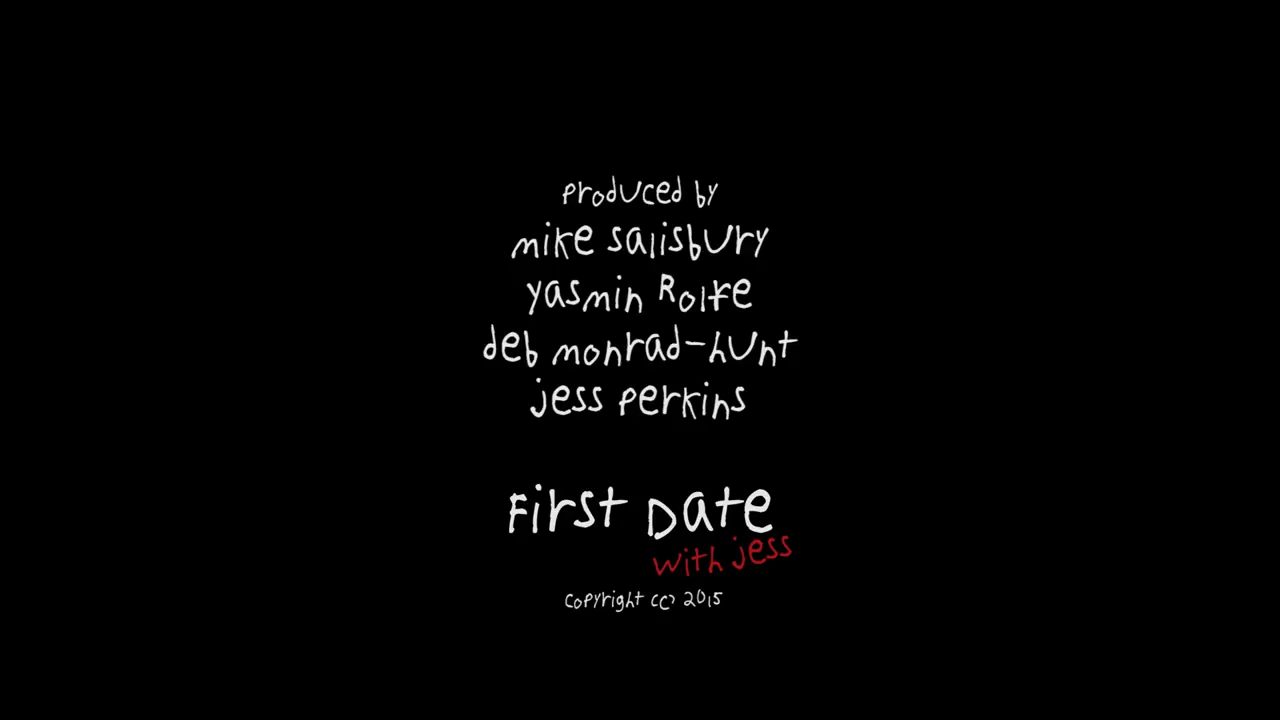 produced by
mike salisbury
yasmin Rolfe
deb monrad-hunt
jess perkins
First Date
with jess
copyright (c) 2015